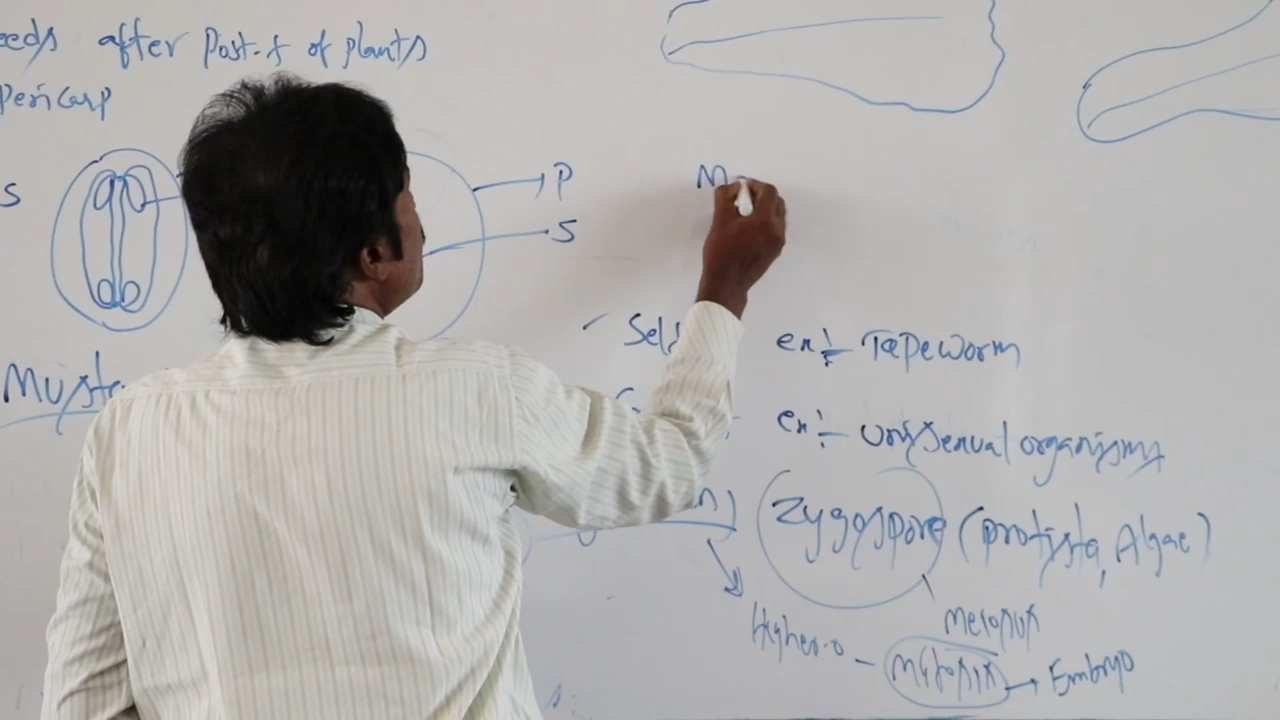 eeds after Post-f of plants
Pericarp
S
P
S
M
Self
ex:- Tapeworm
Musta
ex:- Unisexual organisms
Zygospore (protista, Algae)
Higher.o - Mitosis → Embryo
Meiosis